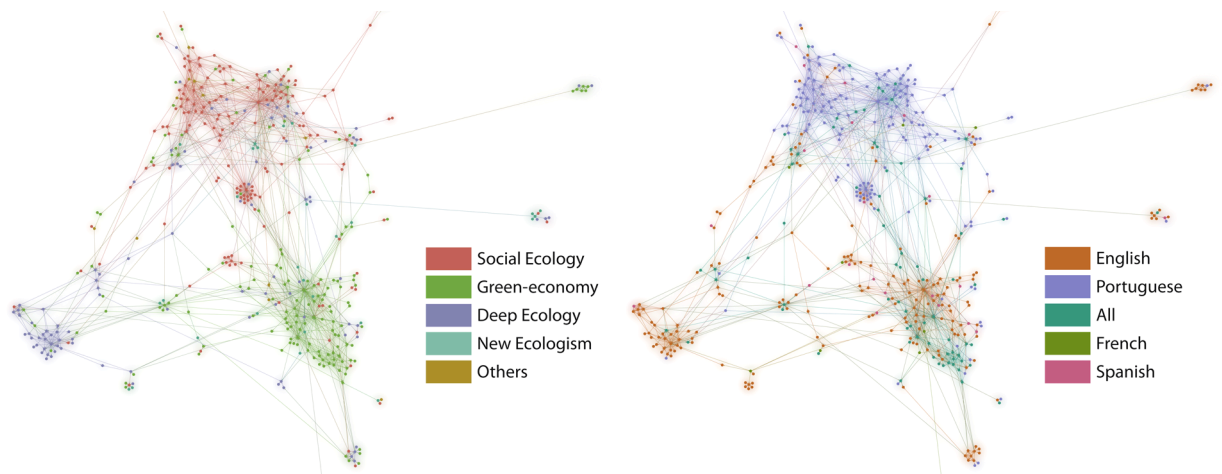 Social Ecology
Green-economy
Deep Ecology
New Ecologism
Others
English
Portuguese
All
French
Spanish